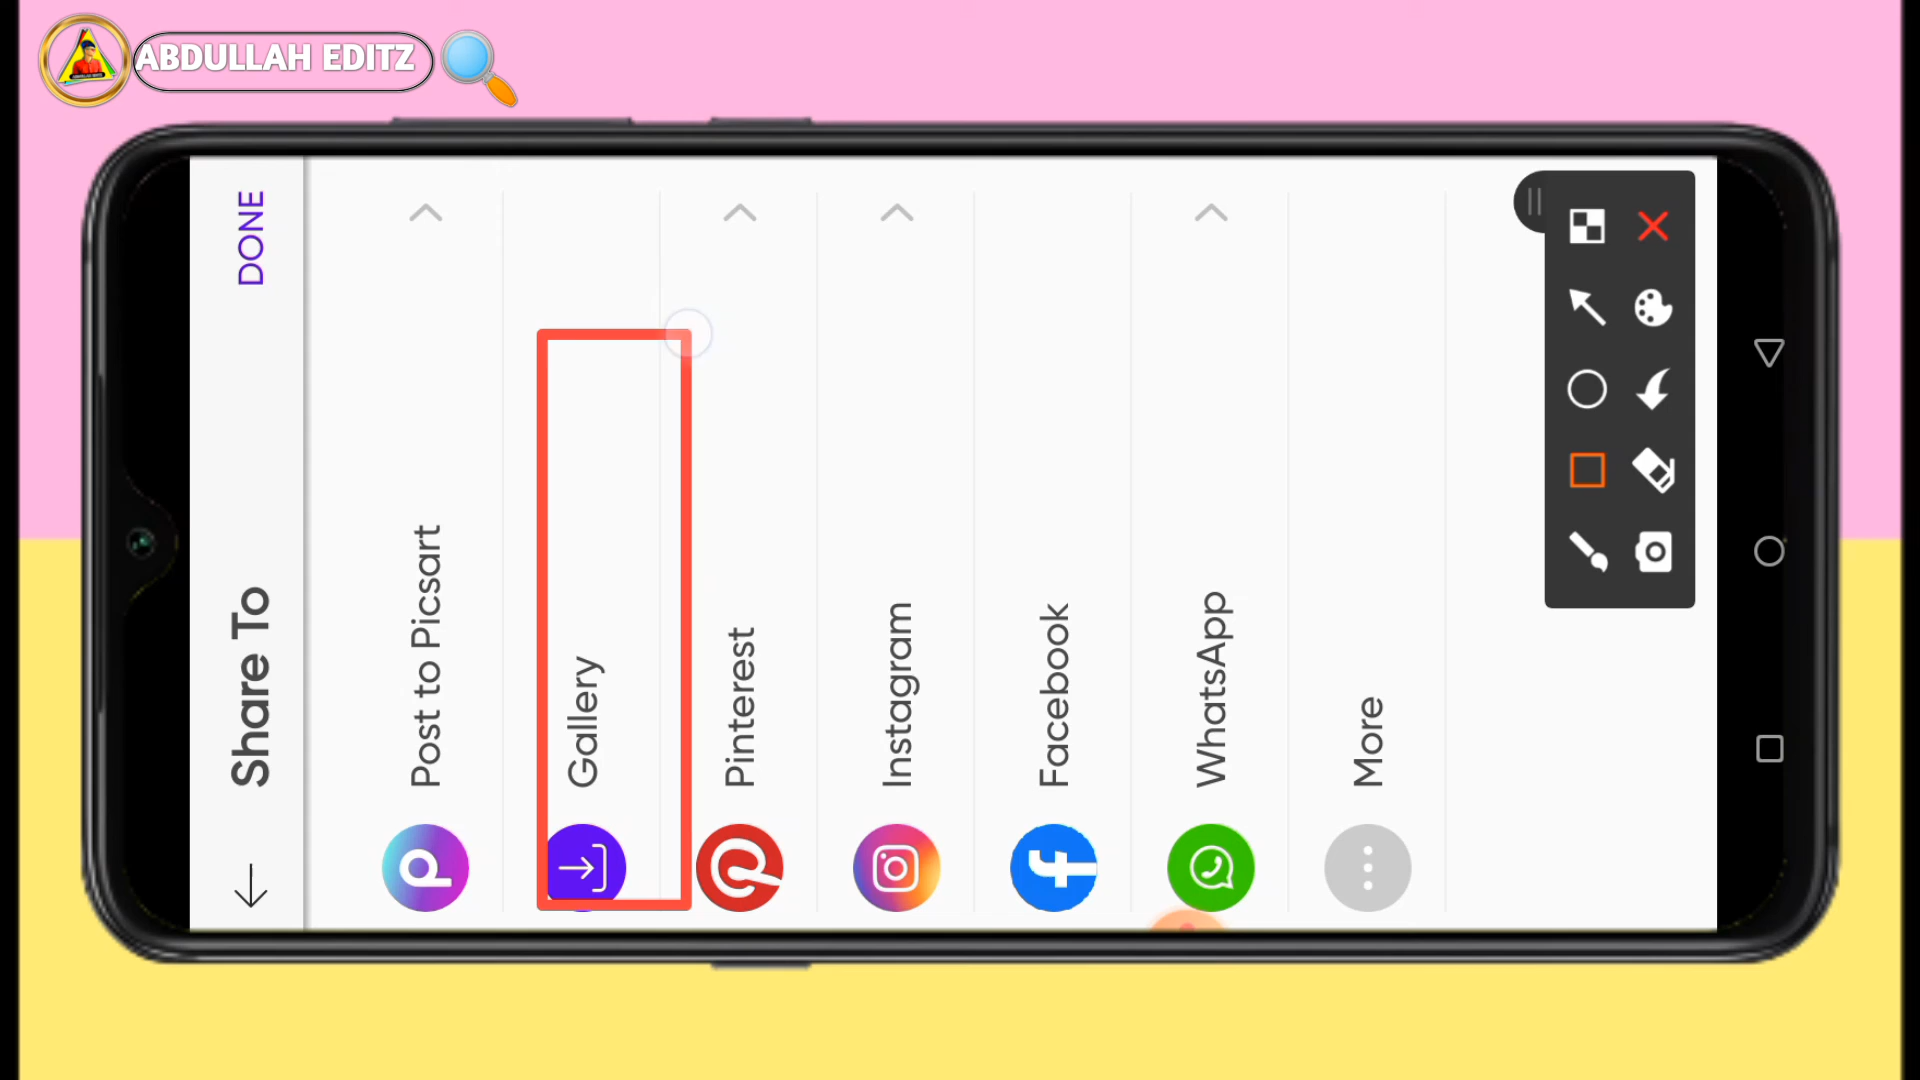 ABDULLAH EDITZ
Share To
DONE
Post to Picsart
Gallery
Pinterest
Instagram
Facebook
WhatsApp
More